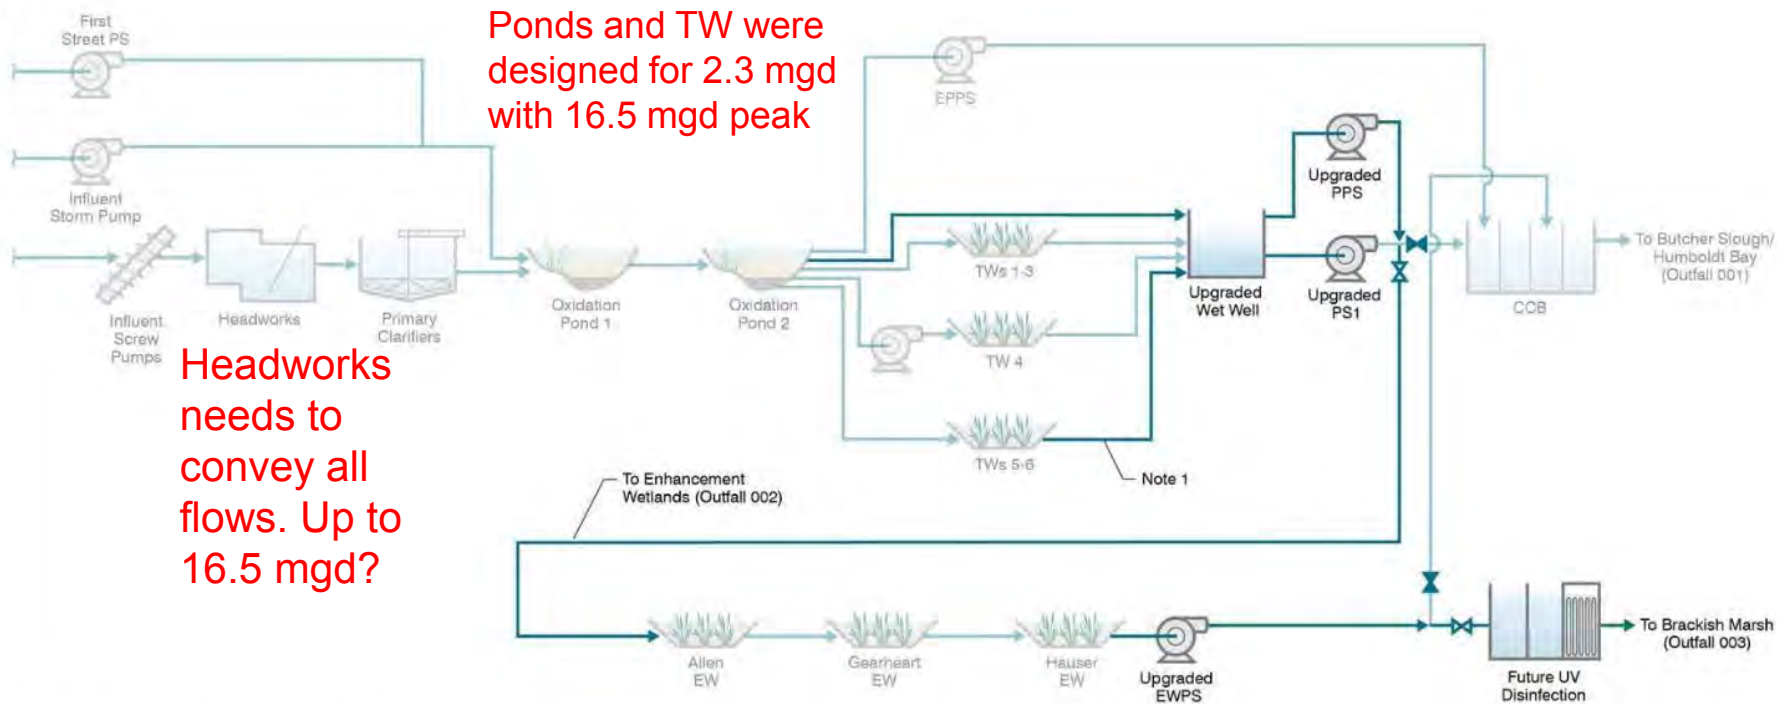 First
Street PS
Ponds and TW were
designed for 2.3 mgd
with 16.5 mgd peak
EPPS
Influent
Storm Pump
Upgraded
PPS
TWs 1-3
To Butcher Slough/
Humboldt Bay
(Outfall 001)
Influent
Screw
Pumps
Headworks
Primary
Clarifiers
Oxidation
Pond 1
Oxidation
Pond 2
Upgraded
Wet Well
Upgraded
PS1
CCB
TW 4
Headworks
needs to
convey all
flows. Up to
16.5 mgd?
TWs 5-6
Note 1
To Enhancement
Wetlands (Outfall 002)
To Brackish Marsh
(Outfall 003)
Allen
EW
Gearheart
EW
Hauser
EW
Upgraded
EWPS
Future UV
Disinfection